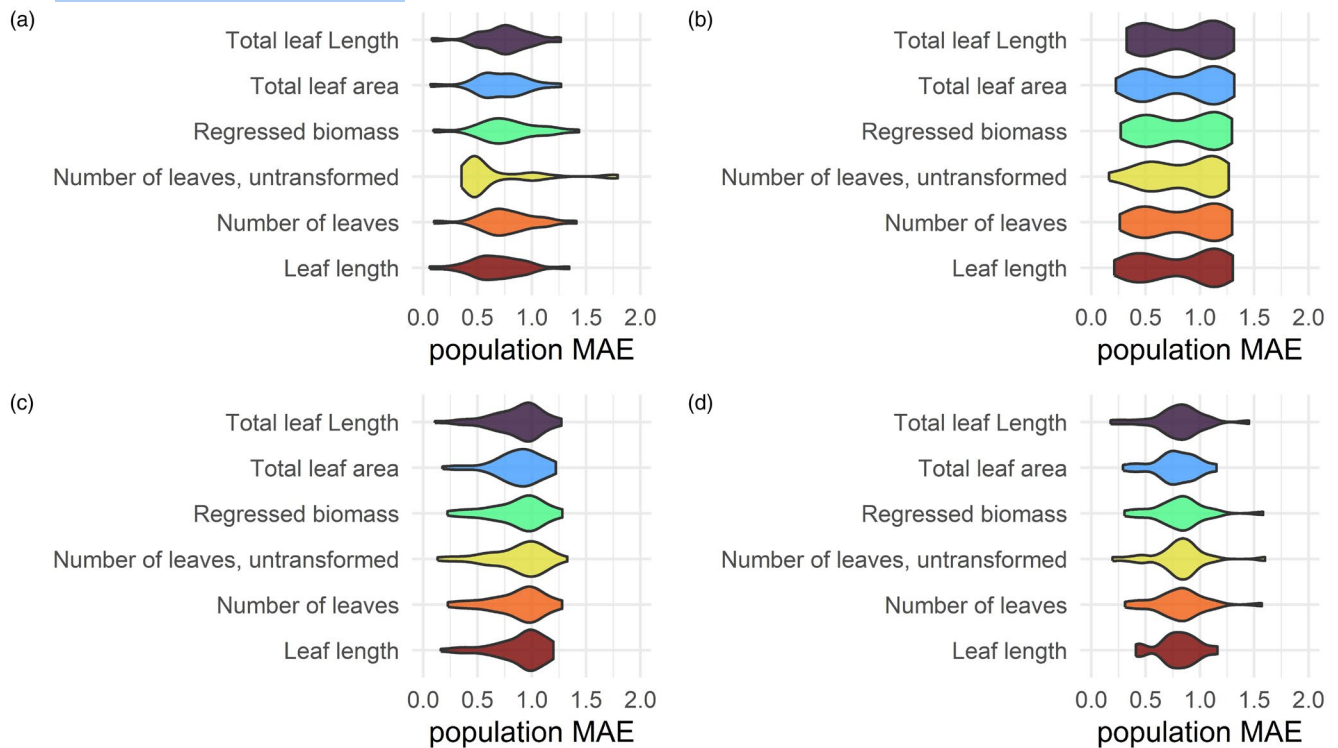 (a)
Total leaf Length
Total leaf area
Regressed biomass
Number of leaves, untransformed
Number of leaves
Leaf length
0.0 0.5 1.0 1.5 2.0
population MAE
(b)
Total leaf Length
Total leaf area
Regressed biomass
Number of leaves, untransformed
Number of leaves
Leaf length
0.0 0.5 1.0 1.5 2.0
population MAE
(c)
Total leaf Length
Total leaf area
Regressed biomass
Number of leaves, untransformed
Number of leaves
Leaf length
0.0 0.5 1.0 1.5 2.0
population MAE
(d)
Total leaf Length
Total leaf area
Regressed biomass
Number of leaves, untransformed
Number of leaves
Leaf length
0.0 0.5 1.0 1.5 2.0
population MAE